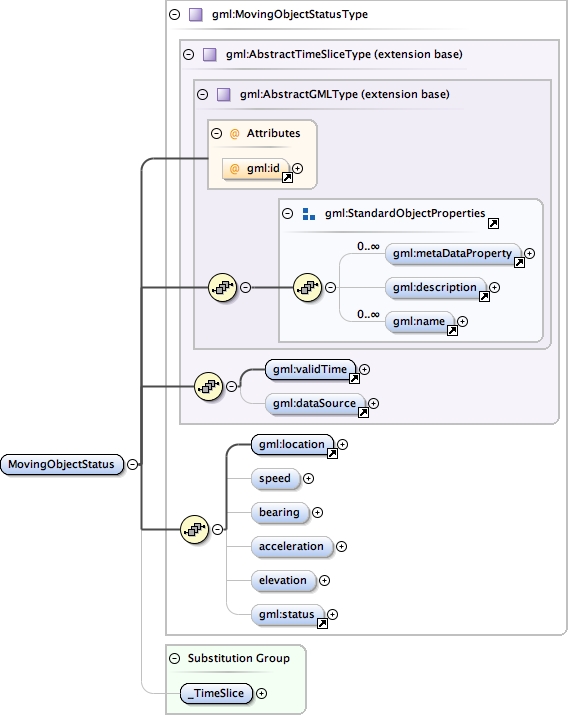 gml:MovingObjectStatusType
gml:AbstractTimeSliceType (extension base)
gml:AbstractGMLType (extension base)
@ Attributes
@ gml:id
gml:StandardObjectProperties
0..∞
gml:metaDataProperty
gml:description
0..∞
gml:name
gml:validTime
gml:dataSource
MovingObjectStatus
gml:location
speed
bearing
acceleration
elevation
gml:status
Substitution Group
_TimeSlice